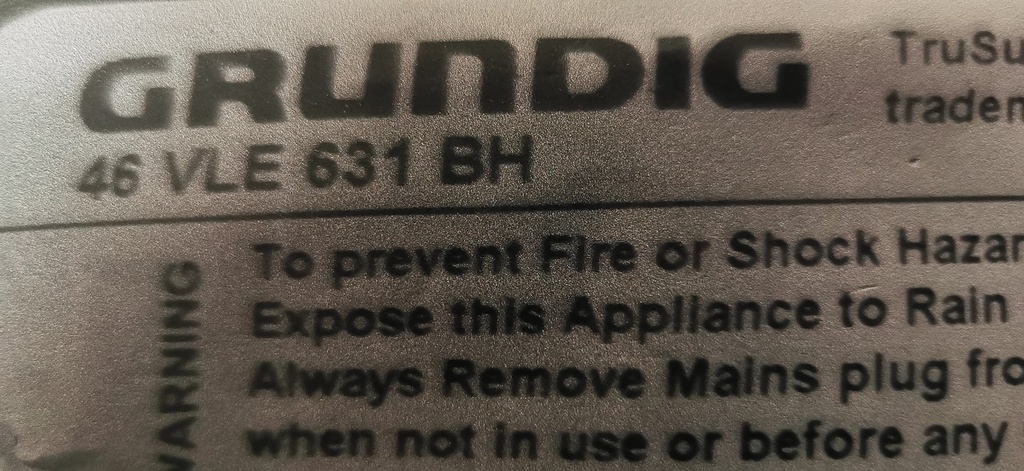 GRUNDIG
46 VLE 631 BH
TruSu
tradem
WARNING
To prevent Fire or Shock Hazar
Expose this Appliance to Rain
Always Remove Mains plug fro
when not in use or before any